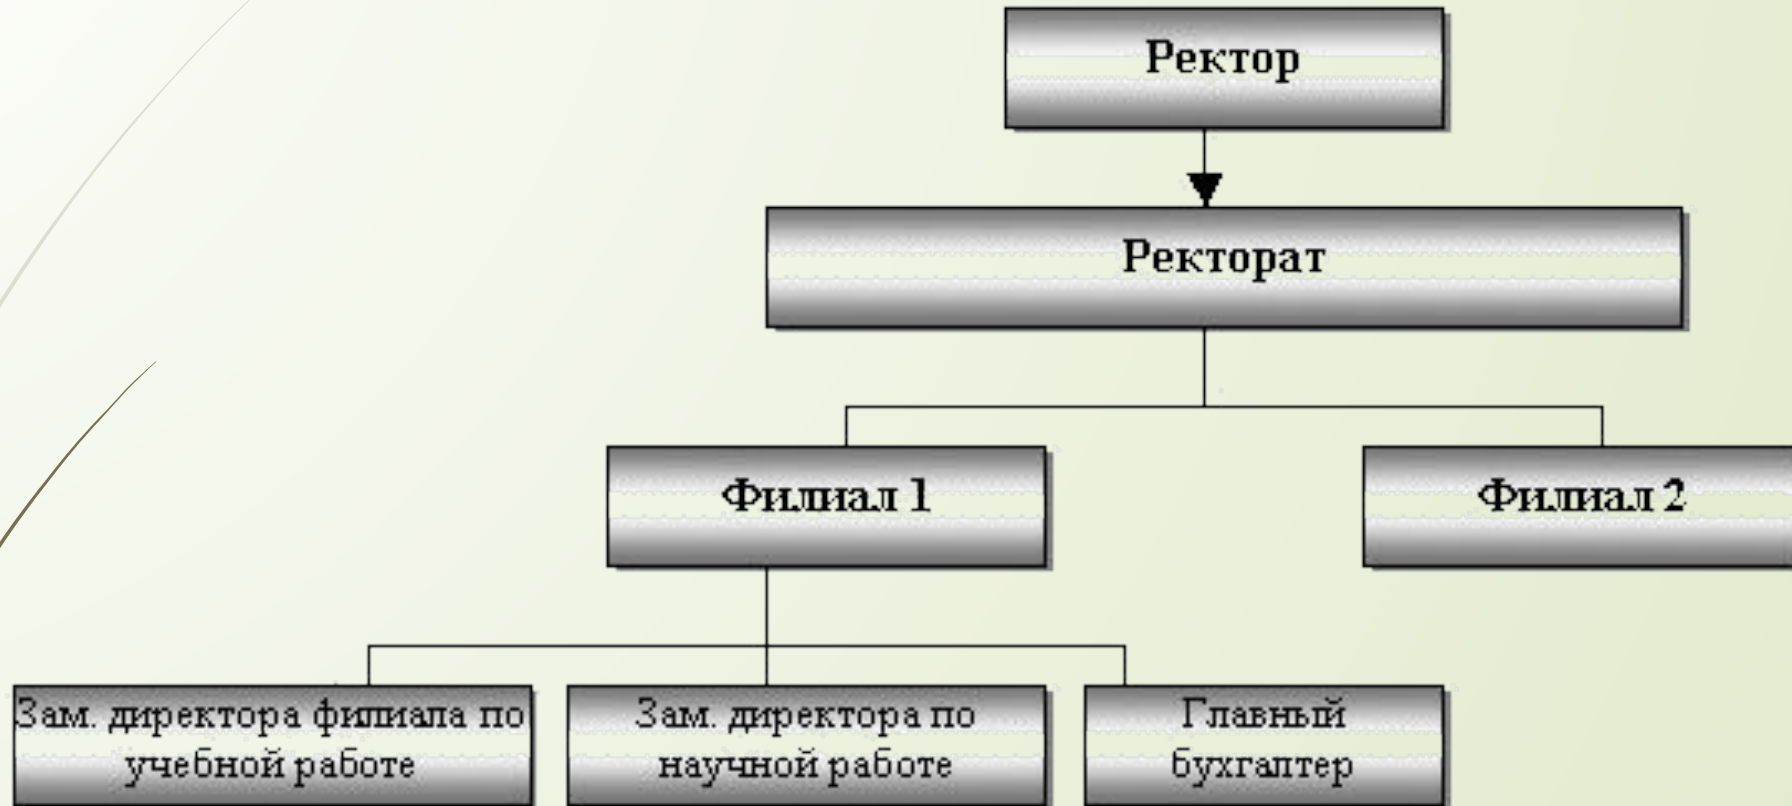 Ректор
Ректорат
Филиал 1
Филиал 2
Зам. директора филиала по
учебной работе
Зам. директора по
научной работе
Главный
бухгалтер